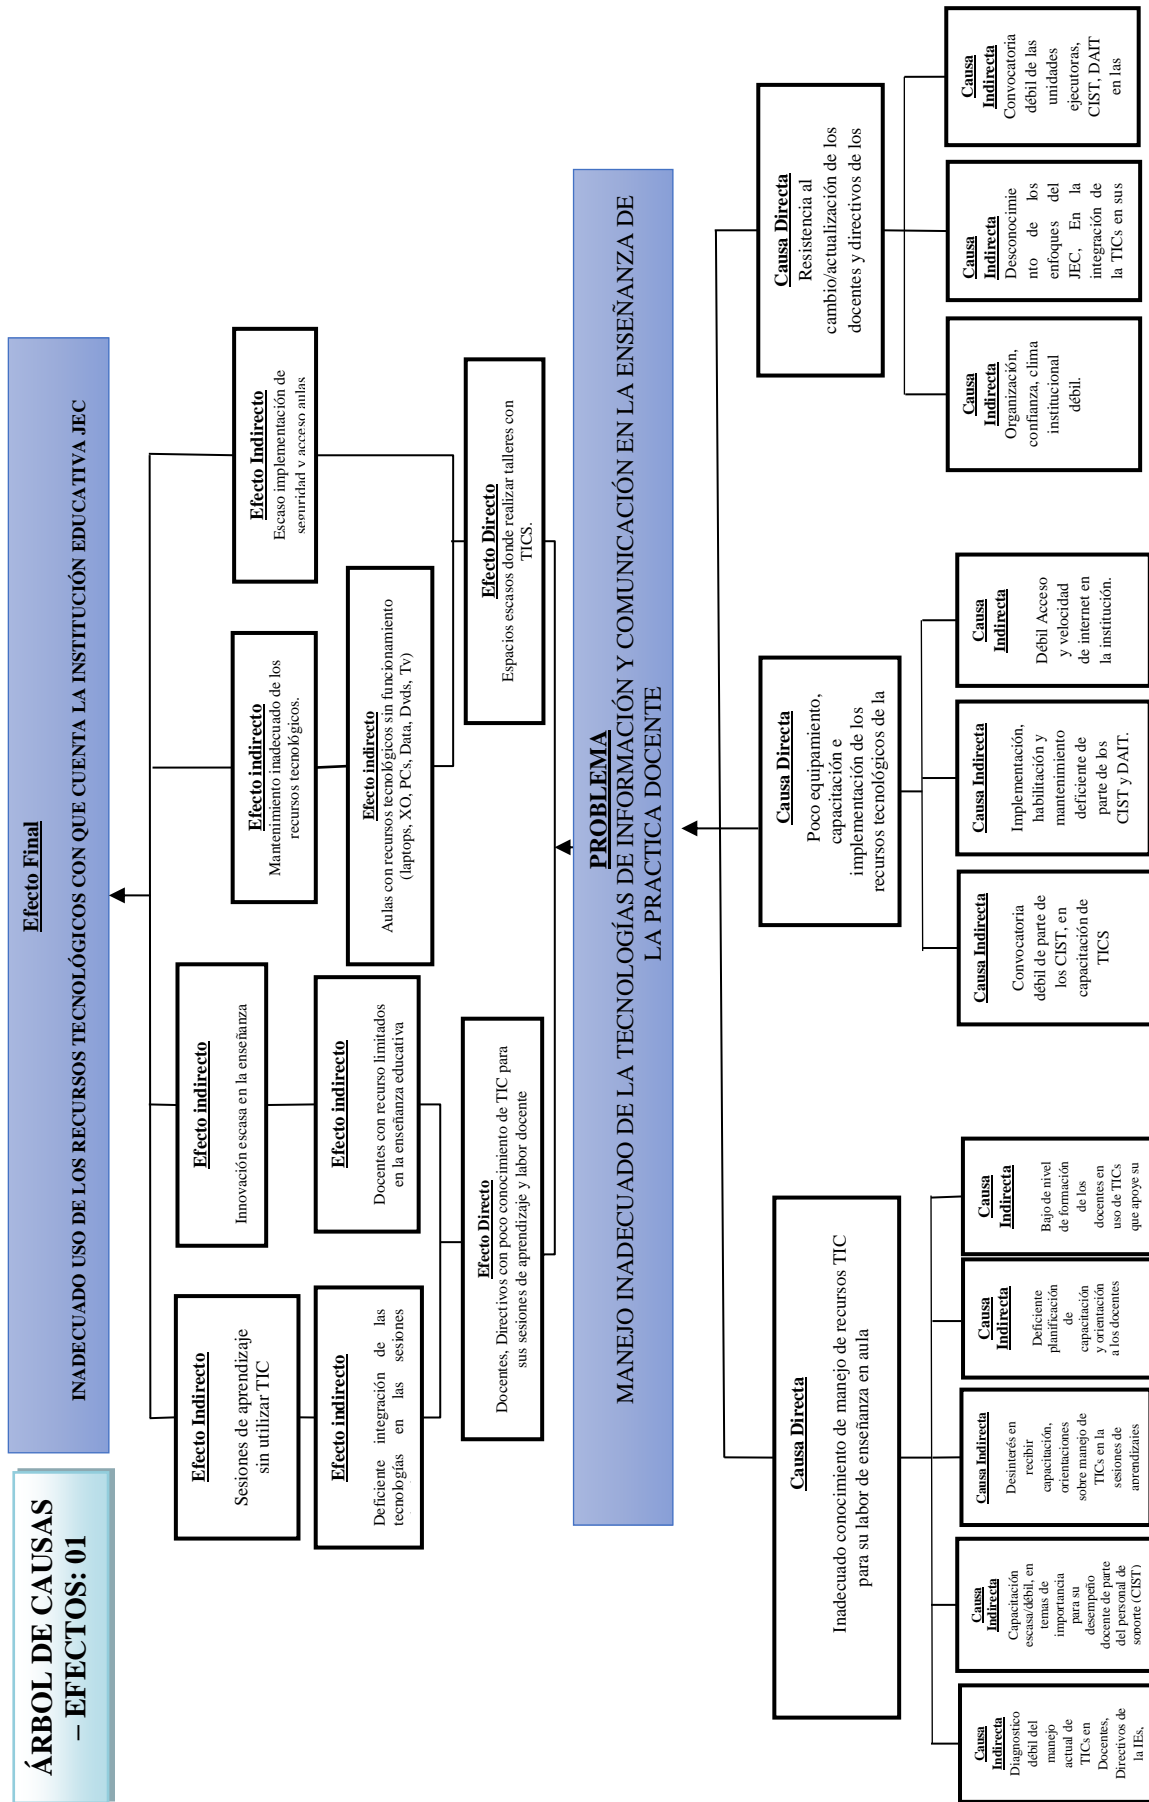 ÁRBOL DE CAUSAS
– EFECTOS: 01
Efecto Final
INADECUADO USO DE LOS RECURSOS TECNOLÓGICOS CON QUE CUENTA LA INSTITUCIÓN EDUCATIVA JEC
Efecto Indirecto
Sesiones de aprendizaje
sin utilizar TIC
Efecto indirecto
Innovación escasa en la enseñanza
Efecto indirecto
Mantenimiento inadecuado de los
recursos tecnológicos.
Efecto Indirecto
Escaso implementación de
seguridad y acceso aulas
Efecto indirecto
Deficiente integración de las
tecnologías en las sesiones
Efecto indirecto
Docentes con recurso limitados
en la enseñanza educativa
Efecto indirecto
Aulas con recursos tecnológicos sin funcionamiento
(laptops, XO, PCs, Data, Dvds, Tv)
Efecto Directo
Docentes, Directivos con poco conocimiento de TIC para
sus sesiones de aprendizaje y labor docente
Efecto Directo
Espacios escasos donde realizar talleres con
TICS.
PROBLEMA
MANEJO INADECUADO DE LA TECNOLOGÍAS DE INFORMACIÓN Y COMUNICACIÓN EN LA ENSEÑANZA DE
LA PRACTICA DOCENTE
Causa Directa
Inadecuado conocimiento de manejo de recursos TIC
para su labor de enseñanza en aula
Causa Directa
Poco equipamiento,
capacitación e
implementación de los
recursos tecnológicos de la
Causa Directa
Resistencia al
cambio/actualización de los
docentes y directivos de los
Causa
Indirecta
Diagnostico
débil del
manejo
actual de
TICs en
Docentes,
Directivos de
la IEs,
Causa
Indirecta
Capacitación
escasa/débil, en
temas de
importancia
para su
desempeño
docente de parte
del personal de
soporte (CIST)
Causa Indirecta
Desinterés en
recibir
capacitación,
orientaciones
sobre manejo de
TICs en la
sesiones de
aprendizajes
Causa
Indirecta
Deficiente
planificación
de
capacitación
y orientación
a los docentes
Causa
Indirecta
Bajo de nivel
de formación
de los
docentes en
uso de TICs
que apoye su
Causa Indirecta
Convocatoria
débil de parte de
los CIST, en
capacitación de
TICS
Causa Indirecta
Implementación,
habilitación y
mantenimiento
deficiente de
parte de los
CIST y DAIT.
Causa
Indirecta
Débil Acceso
y velocidad
de internet en
la institución.
Causa
Indirecta
Organización,
confianza, clima
institucional
débil.
Causa
Indirecta
Desconocimie
nto de los
enfoques del
JEC, En la
integración de
la TICs en sus
Causa
Indirecta
Convocatoria
débil de las
unidades
ejecutoras,
CIST, DAIT
en las